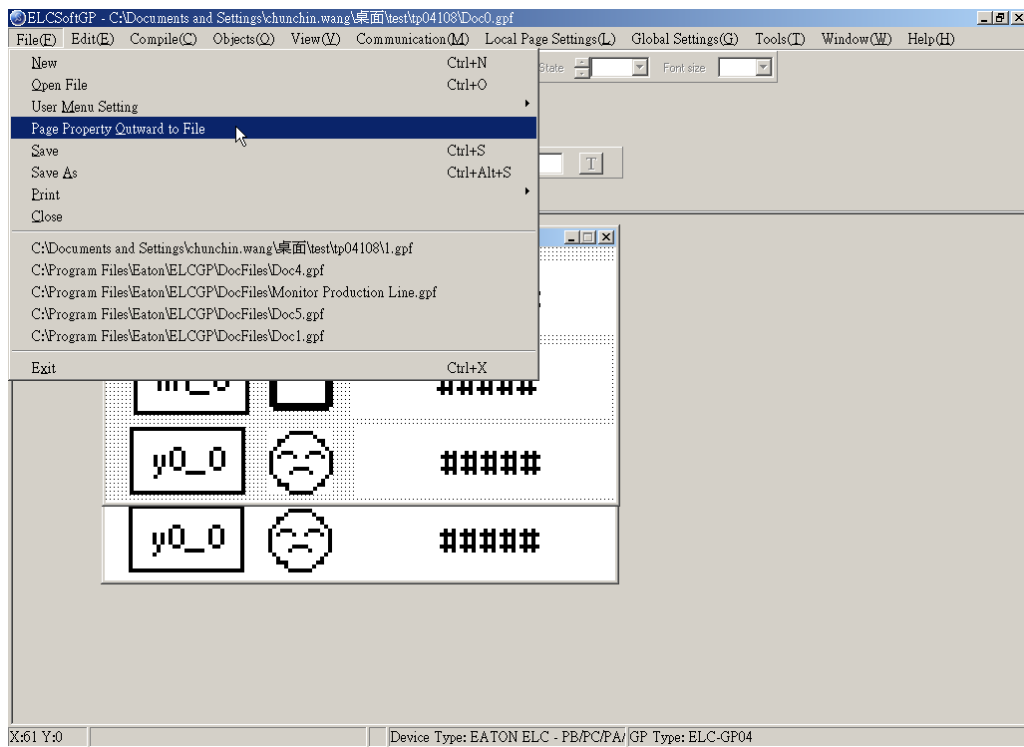 ELCSoftGP - C:\Documents and Settings\chunchin.wang\桌面\test\tp04108\Doc0.gpf
File(F) Edit(E) Compile(C) Objects(O) View(V) Communication(M) Local Page Settings(L) Global Settings(G) Tools(T) Window(W) Help(H)
State Font size
New Ctrl+N
Open File Ctrl+O
User Menu Setting
Page Property Outward to File
Save Ctrl+S
Save As Ctrl+Alt+S
T
Print
Close
C:\Documents and Settings\chunchin.wang\桌面\test\tp04108\1.gpf
C:\Program Files\Eaton\ELCGP\DocFiles\Doc4.gpf
C:\Program Files\Eaton\ELCGP\DocFiles\Monitor Production Line.gpf
C:\Program Files\Eaton\ELCGP\DocFiles\Doc5.gpf
C:\Program Files\Eaton\ELCGP\DocFiles\Doc1.gpf
Exit Ctrl+X
#####
y0_0 #####
y0_0 #####
X:61 Y:0 Device Type: EATON ELC - PB/PC/PA/ GP Type: ELC-GP04